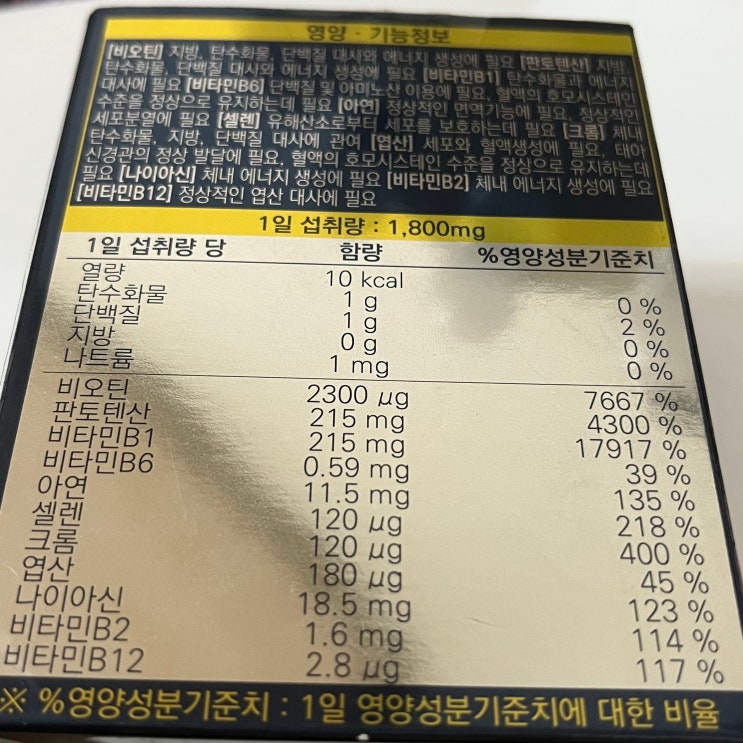 영양 · 기능정보
[비오틴] 지방, 탄수화물, 단백질 대사와 에너지 생성에 필요 [판토텐산] 지방,
탄수화물, 단백질 대사와 에너지 생성에 필요 [비타민B1] 탄수화물과 에너지
대사에 필요 [비타민B6] 단백질 및 아미노산 이용에 필요, 혈액의 호모시스테인
수준을 정상으로 유지하는데 필요 [아연] 정상적인 면역기능에 필요, 정상적인
세포분열에 필요 [셀렌] 유해산소로부터 세포를 보호하는데 필요 [크롬] 체내
탄수화물, 지방, 단백질 대사에 관여 [엽산] 세포와 혈액생성에 필요, 태아
신경관의 정상 발달에 필요, 혈액의 호모시스테인 수준을 정상으로 유지하는데
필요 [나이아신] 체내 에너지 생성에 필요 [비타민B2] 체내 에너지 생성에 필요
[비타민B12] 정상적인 엽산 대사에 필요
1일 섭취량 : 1,800mg
1일 섭취량 당 함량 %영양성분기준치
열량 10 kcal
탄수화물 1 g 0 %
단백질 1 g 2 %
지방 0 g 0 %
나트륨 1 mg 0 %
비오틴 2300 µg 7667 %
판토텐산 215 mg 4300 %
비타민B1 215 mg 17917 %
비타민B6 0.59 mg 39 %
아연 11.5 mg 135 %
셀렌 120 µg 218 %
크롬 120 µg 400 %
엽산 180 µg 45 %
나이아신 18.5 mg 123 %
비타민B2 1.6 mg 114 %
비타민B12 2.8 µg 117 %
※ %영양성분기준치 : 1일 영양성분기준치에 대한 비율